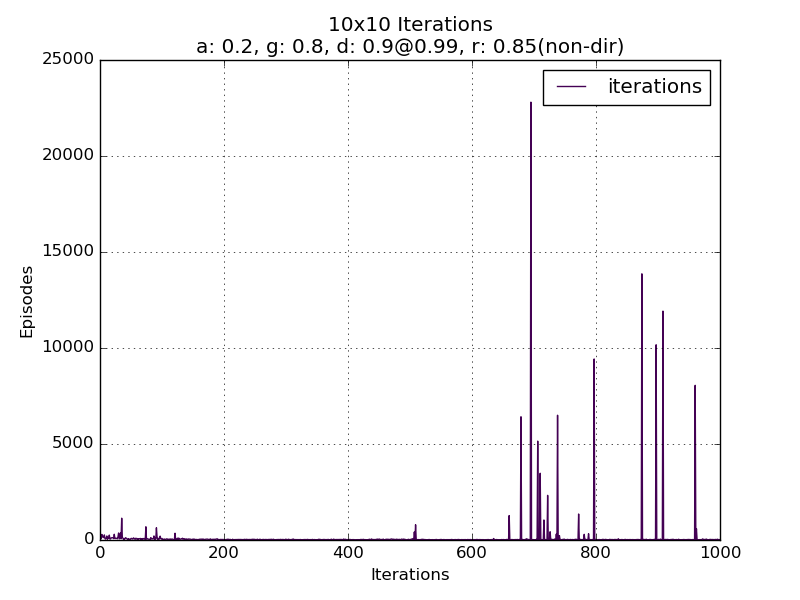 10x10 Iterations
a: 0.2, g: 0.8, d: 0.9@0.99, r: 0.85(non-dir)
iterations
Episodes
25000
20000
15000
10000
5000
0
0 200 400 600 800 1000
Iterations